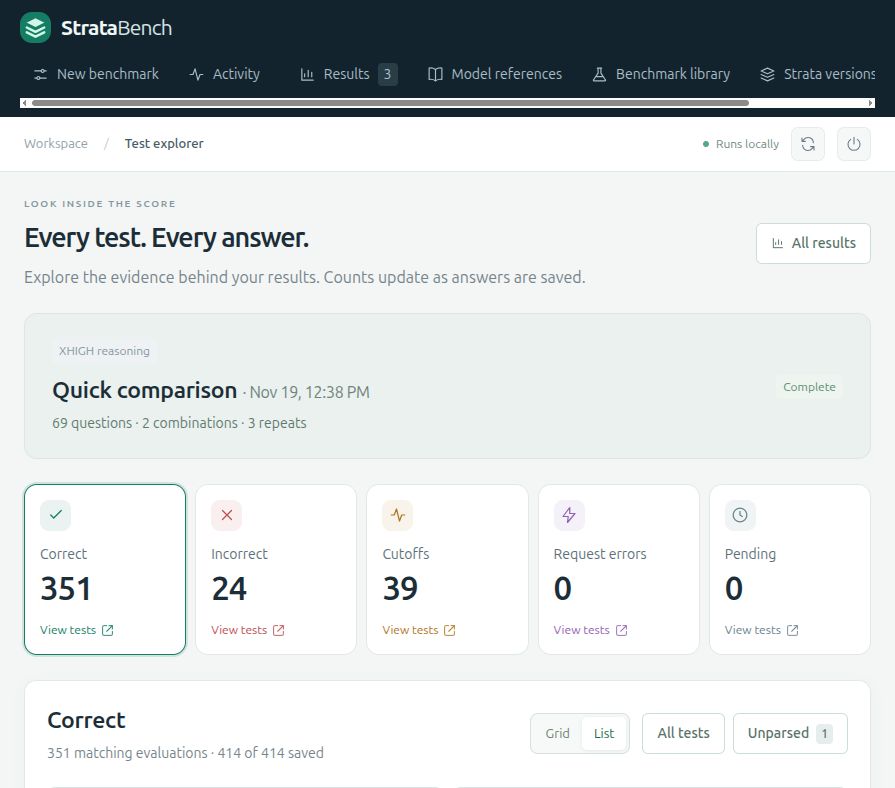 StrataBench
New benchmark Activity Results 3 Model references Benchmark library Strata versions
Workspace / Test explorer Runs locally
LOOK INSIDE THE SCORE
Every test. Every answer.
All results
Explore the evidence behind your results. Counts update as answers are saved.
XHIGH reasoning
Quick comparison · Nov 19, 12:38 PM
Complete
69 questions · 2 combinations · 3 repeats
Correct Incorrect Cutoffs Request errors Pending
351 24 39 0 0
View tests View tests View tests View tests View tests
Correct
Grid List All tests Unparsed 1
351 matching evaluations · 414 of 414 saved